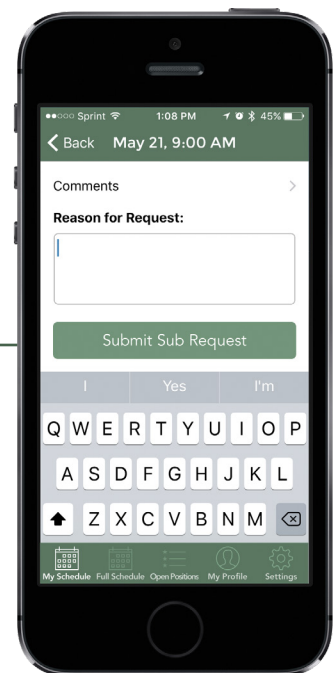 Sprint 1:08 PM 45%
Back May 21, 9:00 AM
Comments
Reason for Request:
Submit Sub Request
I Yes I'm
Q W E R T Y U I O P
A S D F G H J K L
Z X C V B N M
My Schedule Full Schedule Open Positions My Profile Settings